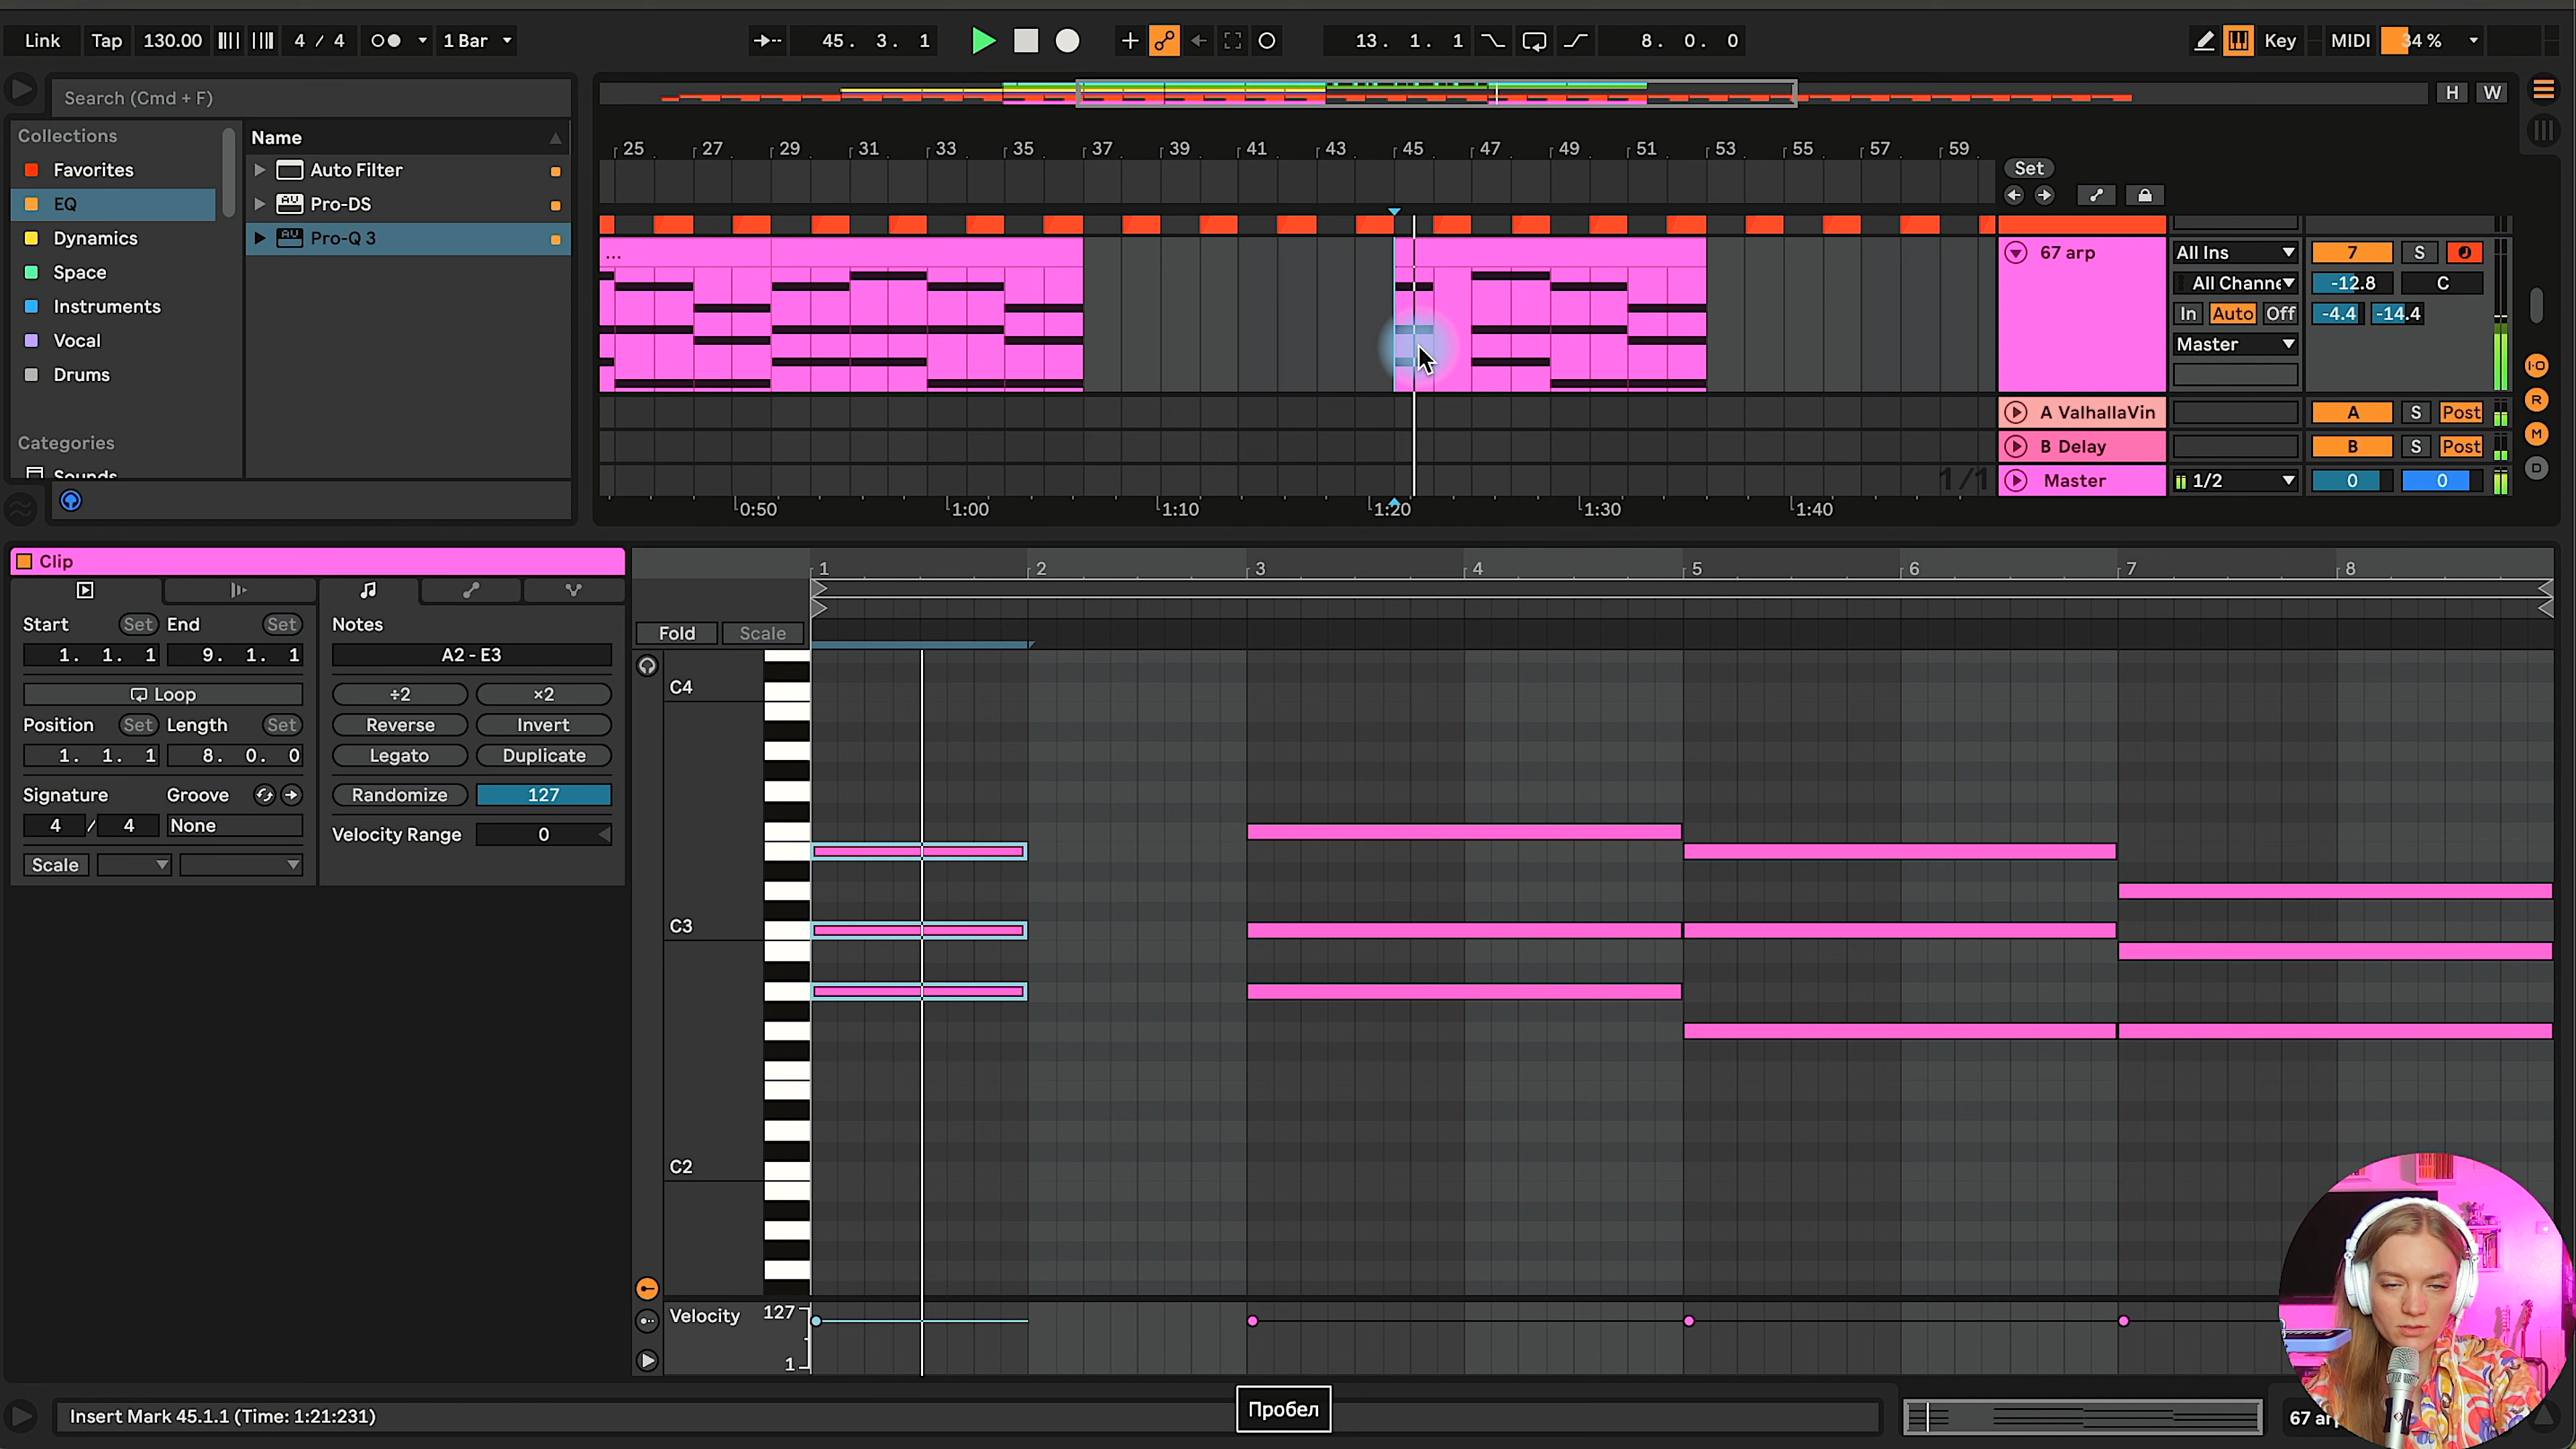 Link Tap 130.00 4 / 4 1 Bar 45. 3. 1 13. 1. 1 8. 0. 0 Key MIDI 34 %
Search (Cmd + F)
H W
Collections
Favorites
EQ
Dynamics
Space
Instruments
Vocal
Drums
Categories
Sounds
Name
Auto Filter
Pro-DS
Pro-Q 3
25 27 29 31 33 35 37 39 41 43 45 47 49 51 53 55 57 59
Set
...
67 arp All Ins 7 S
All Channe -12.8 C
In Auto Off -4.4 -14.4
Master
A ValhallaVin A S Post
B Delay B S Post
1/1 Master 1/2 0 0
I-O
R
M
D
0:50 1:00 1:10 1:20 1:30 1:40
Clip
Start Set End Set
1. 1. 1 9. 1. 1
Loop
Position Set Length Set
1. 1. 1 8. 0. 0
Signature Groove
4 / 4 None
Scale
Notes
A2 - E3
÷2 ×2
Reverse Invert
Legato Duplicate
Randomize 127
Velocity Range 0
1 2 3 4 5 6 7 8
Fold Scale
C4
C3
C2
Velocity 127
1
Insert Mark 45.1.1 (Time: 1:21:231)
Пробел
67 arp